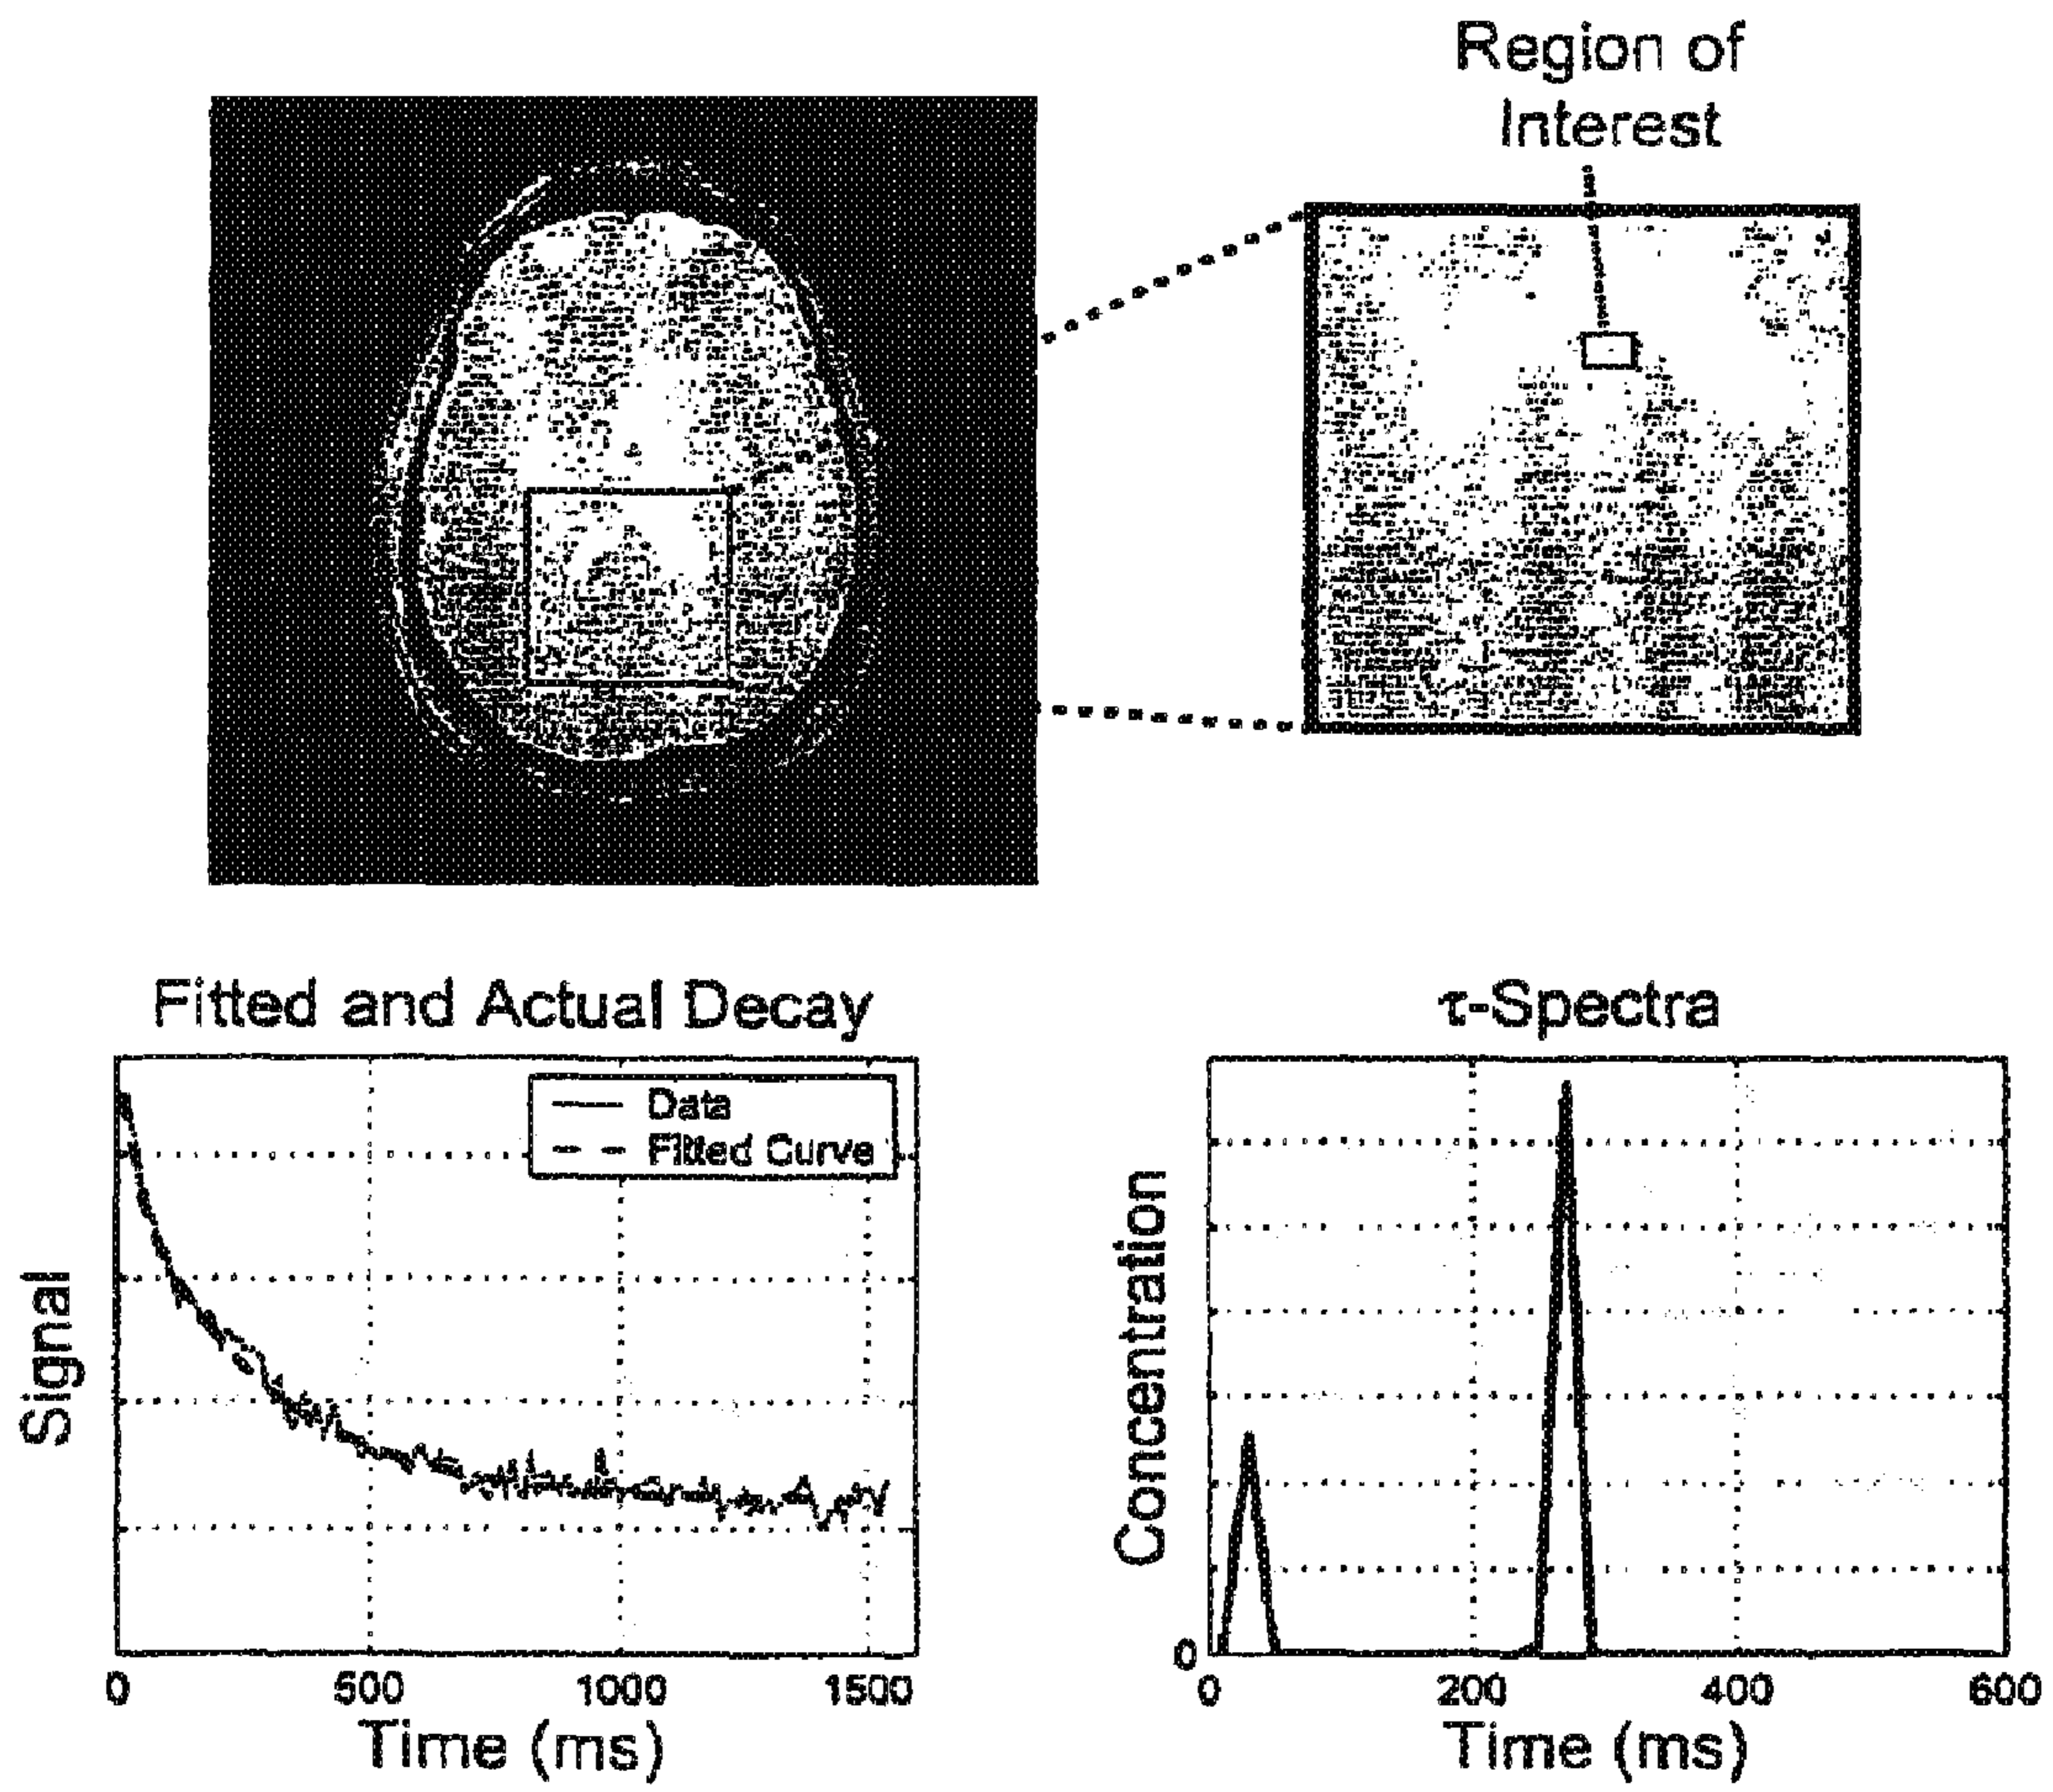 Region of
Interest
Fitted and Actual Decay
Data
Fitted Curve
Signal
0
500
1000
1500
Time (ms)
τ-Spectra
Concentration
0
0
200
400
600
Time (ms)